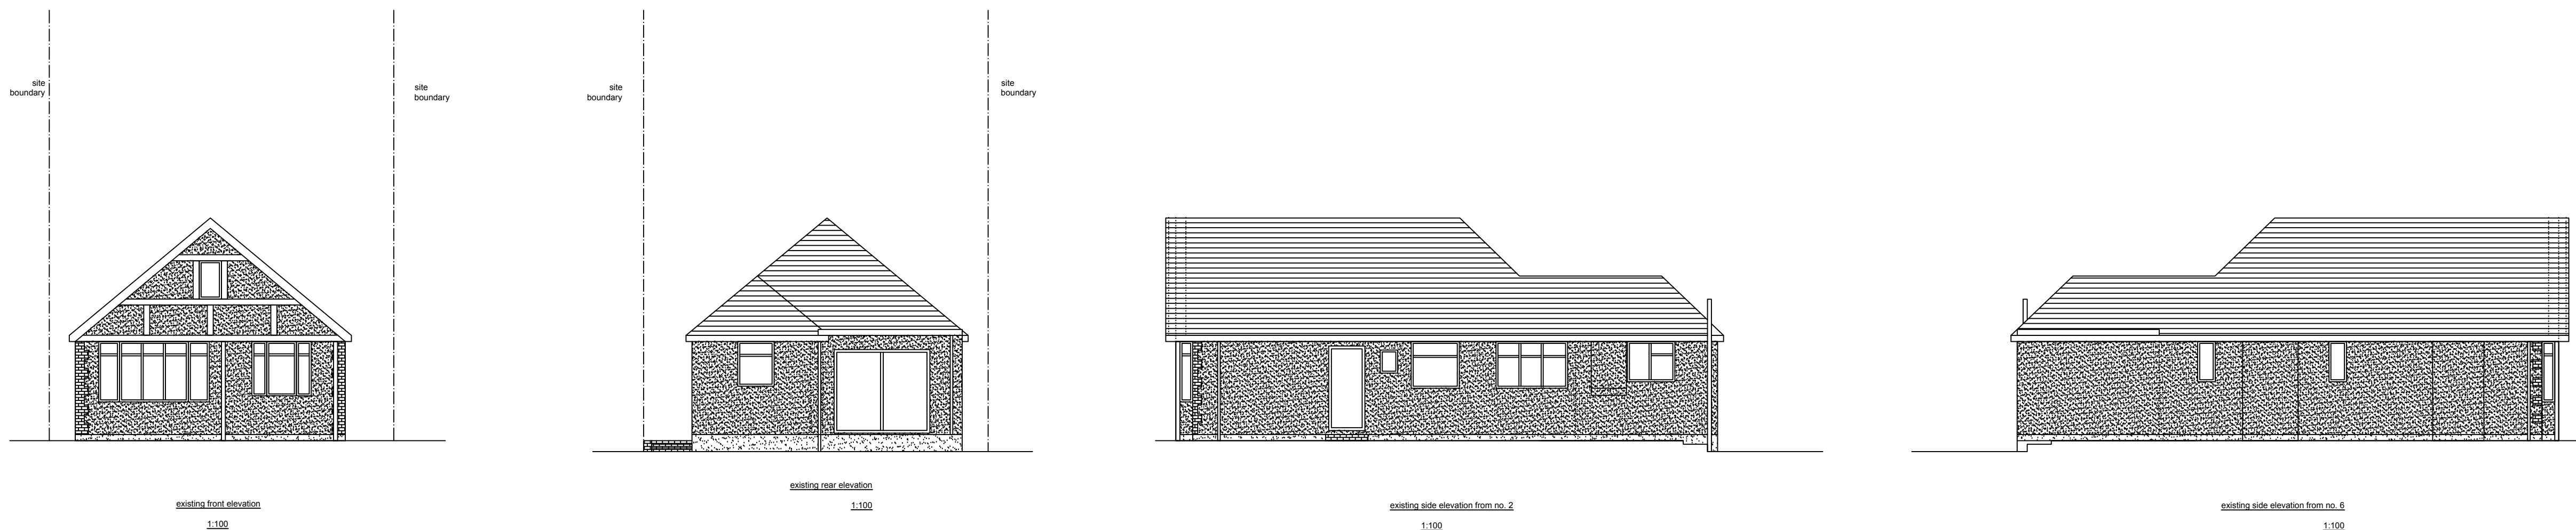 site
boundary
site
boundary
site
boundary
site
boundary
existing front elevation
1:100
existing rear elevation
1:100
existing side elevation from no. 2
1:100
existing side elevation from no. 6
1:100